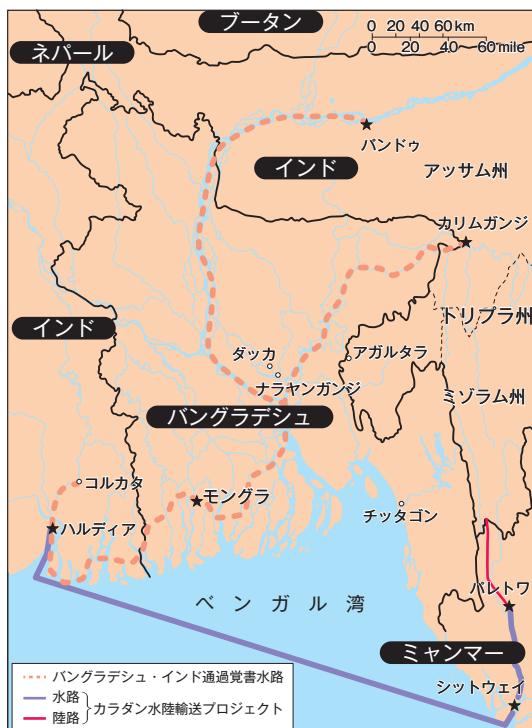 ブータン
0 20 40 60 km
0 20 40 60 mile
ネパール
パンドゥ
インド
アッサム州
カリムガンジ
トリプラ州
インド
ダッカ
アガルタラ
ナラヤンガンジ
ミゾラム州
バングラデシュ
コルカタ
モングラ
チッタゴン
ハルディア
パレトワ
ベンガル湾
ミャンマー
シットウェイ
バングラデシュ・インド通過覚書水路
水路
陸路
カラダン水陸輸送プロジェクト